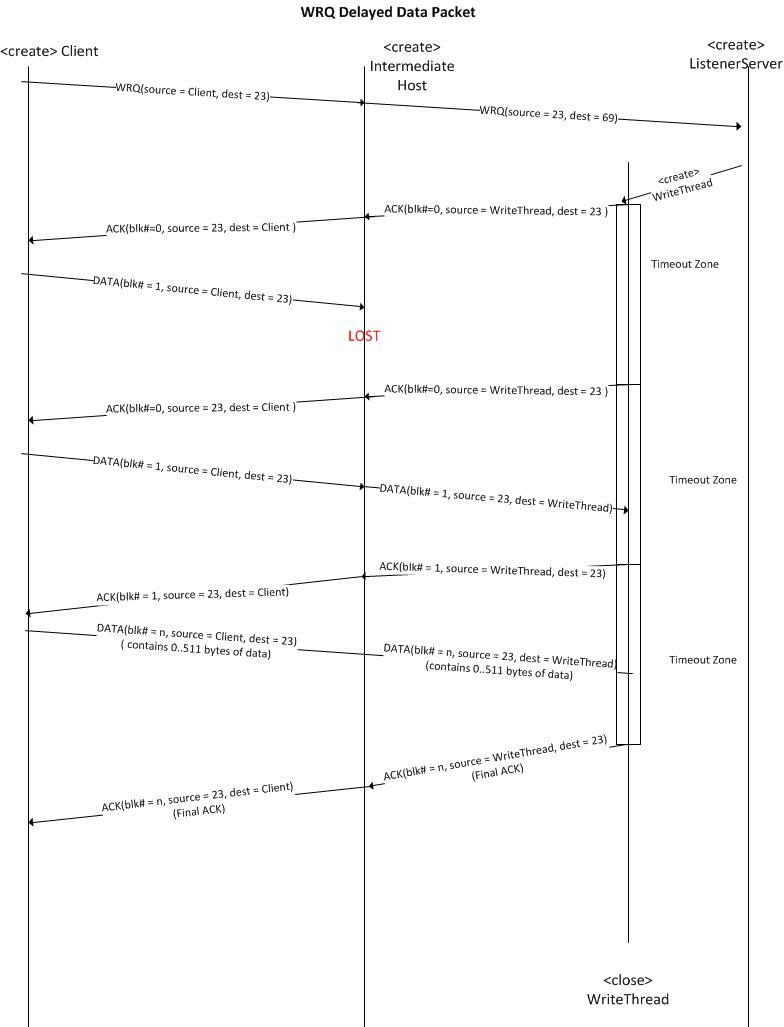 WRQ Delayed Data Packet
<create> Client
<create>
Intermediate
Host
<create>
ListenerServer
WRQ(source = Client, dest = 23)
WRQ(source = 23, dest = 69)
<create>
WriteThread
ACK(blk#=0, source = WriteThread, dest = 23 )
ACK(blk#=0, source = 23, dest = Client )
Timeout Zone
DATA(blk# = 1, source = Client, dest = 23)
LOST
ACK(blk#=0, source = WriteThread, dest = 23 )
ACK(blk#=0, source = 23, dest = Client )
DATA(blk# = 1, source = Client, dest = 23)
Timeout Zone
DATA(blk# = 1, source = 23, dest = WriteThread)
ACK(blk# = 1, source = WriteThread, dest = 23)
ACK(blk# = 1, source = 23, dest = Client)
DATA(blk# = n, source = Client, dest = 23)
( contains 0..511 bytes of data)
DATA(blk# = n, source = 23, dest = WriteThread)
(contains 0..511 bytes of data)
Timeout Zone
ACK(blk# = n, source = WriteThread, dest = 23)
(Final ACK)
ACK(blk# = n, source = 23, dest = Client)
(Final ACK)
<close>
WriteThread